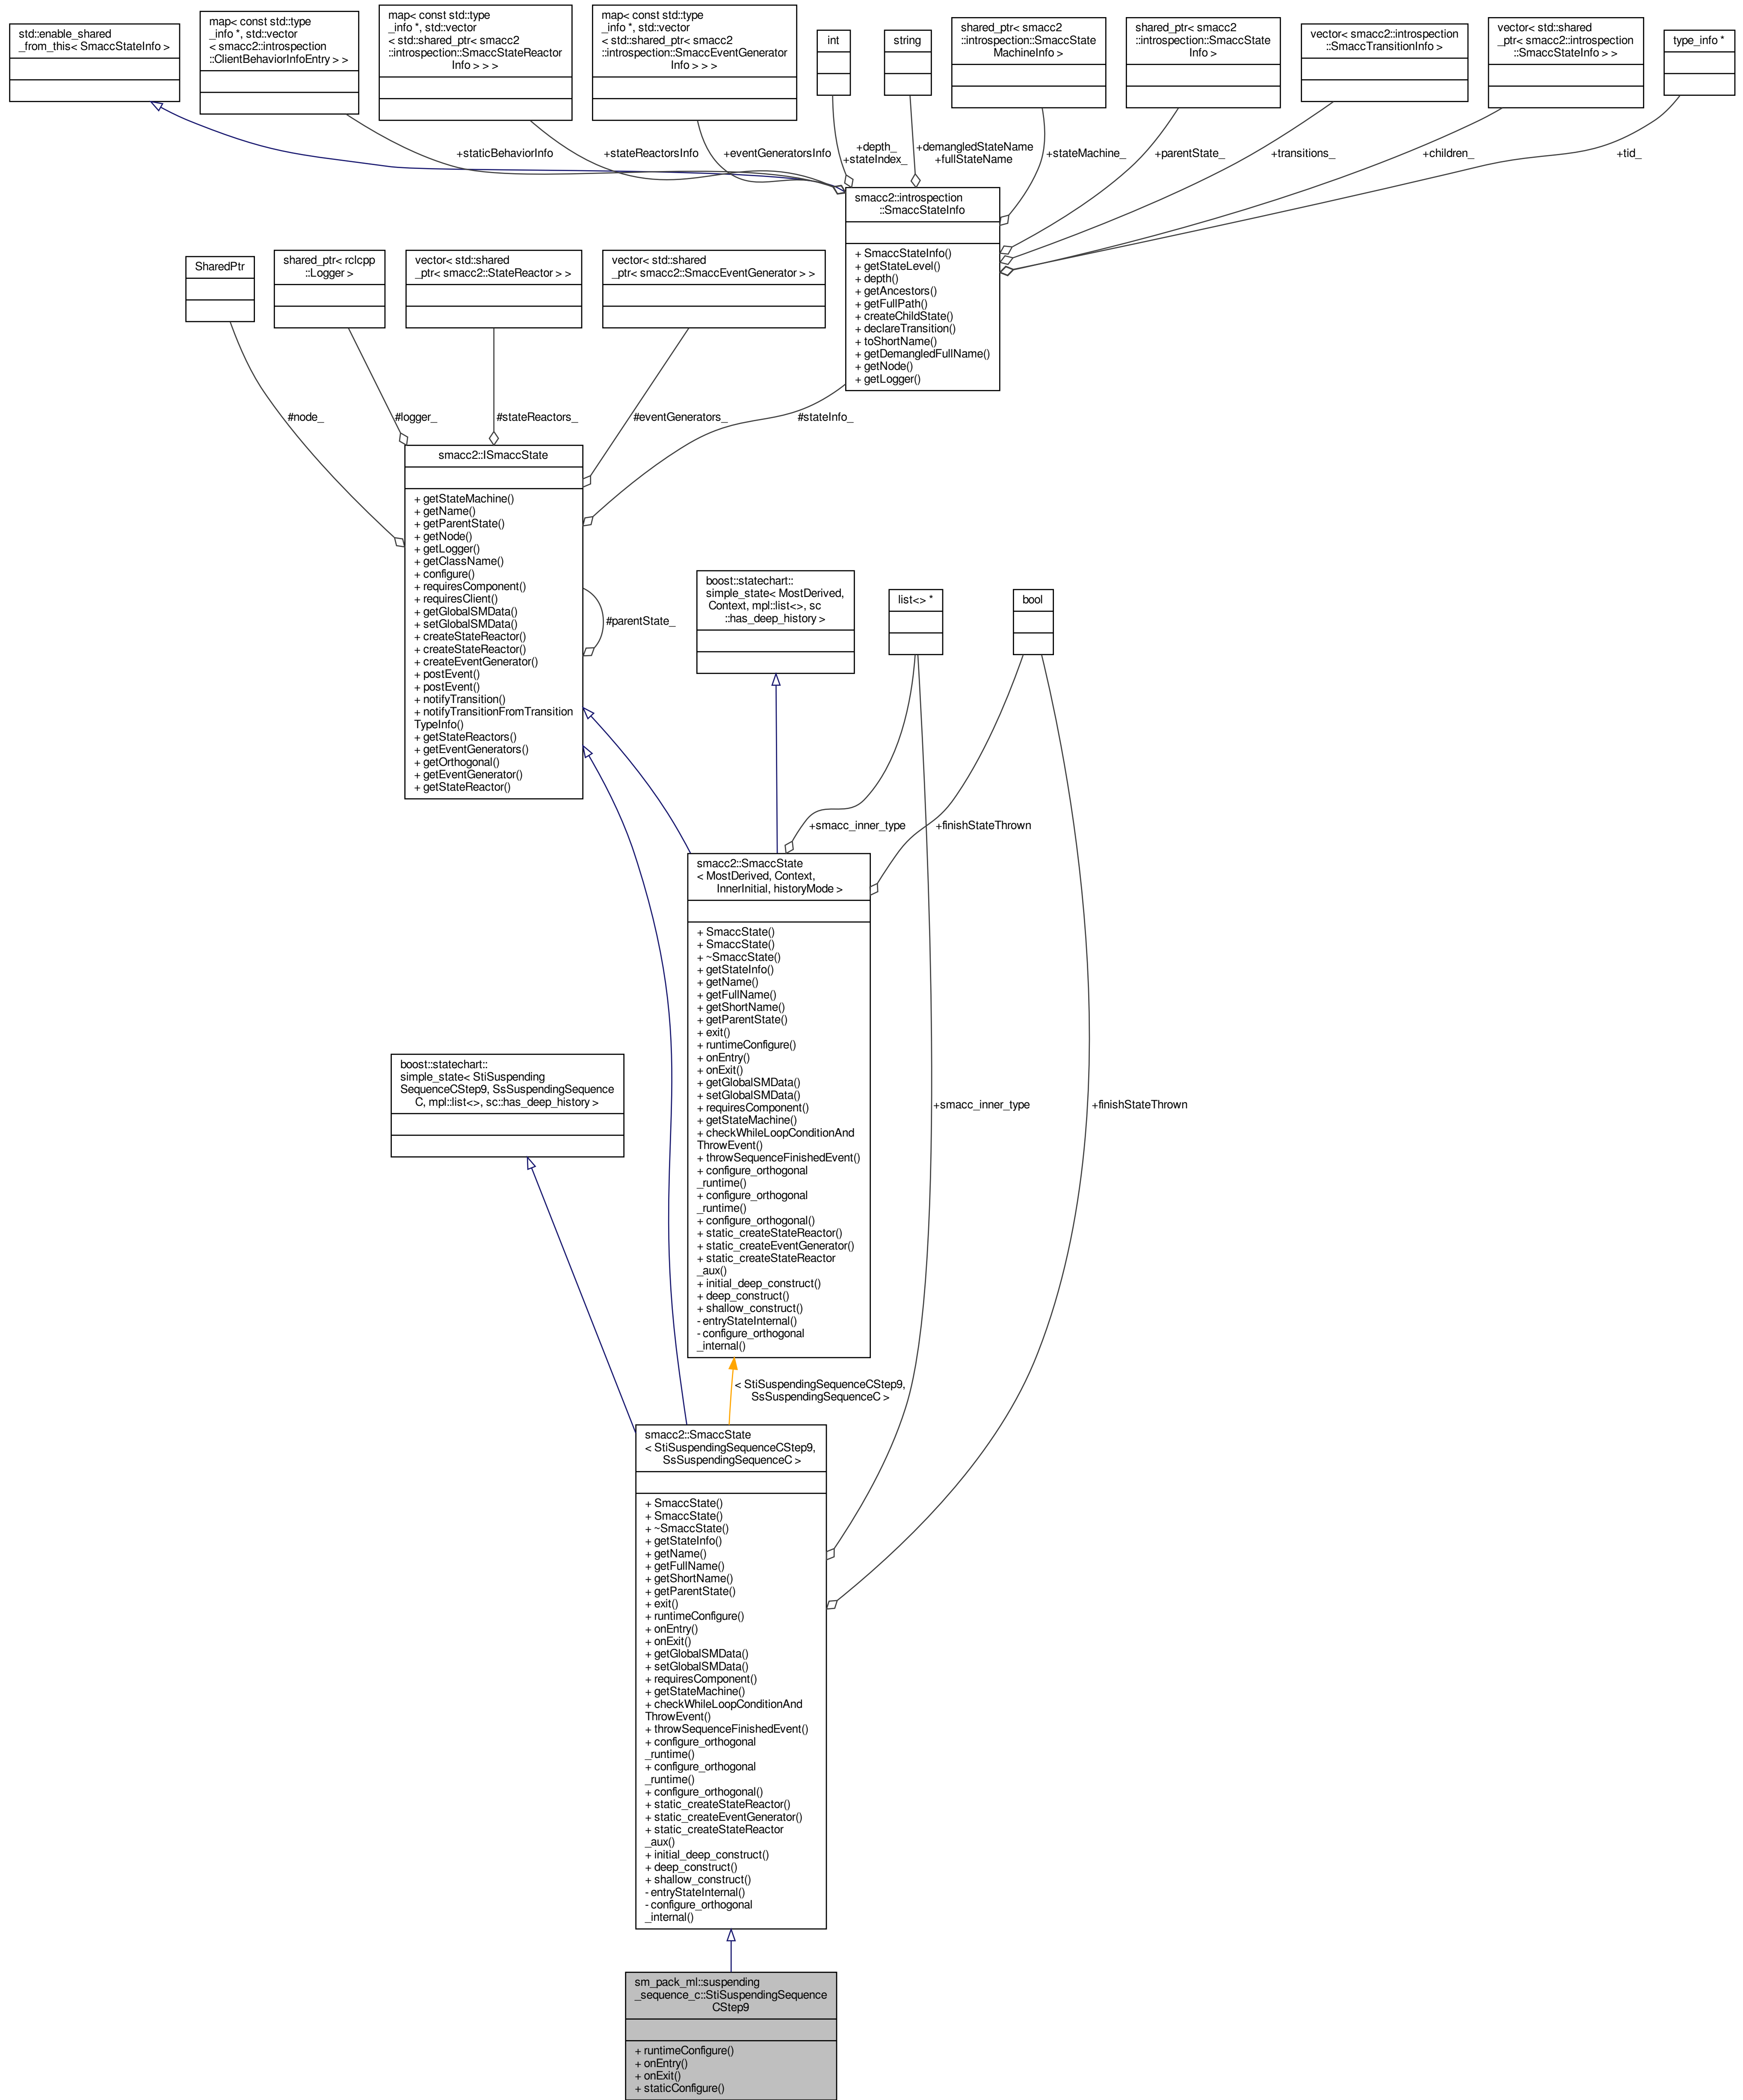 std::enable_shared
_from_this< SmaccStateInfo >
map< const std::type
_info *, std::vector
< smacc2::introspection
::ClientBehaviorInfoEntry > >
map< const std::type
_info *, std::vector
< std::shared_ptr< smacc2
::introspection::SmaccStateReactor
Info > > >
map< const std::type
_info *, std::vector
< std::shared_ptr< smacc2
::introspection::SmaccEventGenerator
Info > > >
int
string
shared_ptr< smacc2
::introspection::SmaccState
MachineInfo >
shared_ptr< smacc2
::introspection::SmaccState
Info >
vector< smacc2::introspection
::SmaccTransitionInfo >
vector< std::shared
_ptr< smacc2::introspection
::SmaccStateInfo > >
type_info *
+staticBehaviorInfo
+stateReactorsInfo
+eventGeneratorsInfo
+depth_
+stateIndex_
+demangledStateName
+fullStateName
+stateMachine_
+parentState_
+transitions_
+children_
+tid_
smacc2::introspection
::SmaccStateInfo
+ SmaccStateInfo()
+ getStateLevel()
+ depth()
+ getAncestors()
+ getFullPath()
+ createChildState()
+ declareTransition()
+ toShortName()
+ getDemangledFullName()
+ getNode()
+ getLogger()
SharedPtr
shared_ptr< rclcpp
::Logger >
vector< std::shared
_ptr< smacc2::StateReactor > >
vector< std::shared
_ptr< smacc2::SmaccEventGenerator > >
#node_
#logger_
#stateReactors_
#eventGenerators_
#stateInfo_
smacc2::ISmaccState
+ getStateMachine()
+ getName()
+ getParentState()
+ getNode()
+ getLogger()
+ getClassName()
+ configure()
+ requiresComponent()
+ requiresClient()
+ getGlobalSMData()
+ setGlobalSMData()
+ createStateReactor()
+ createStateReactor()
+ createEventGenerator()
+ postEvent()
+ postEvent()
+ notifyTransition()
+ notifyTransitionFromTransition
TypeInfo()
+ getStateReactors()
+ getEventGenerators()
+ getOrthogonal()
+ getEventGenerator()
+ getStateReactor()
#parentState_
boost::statechart::
simple_state< MostDerived,
Context, mpl::list<>, sc
::has_deep_history >
list<> *
bool
+smacc_inner_type
+finishStateThrown
smacc2::SmaccState
< MostDerived, Context,
InnerInitial, historyMode >
+ SmaccState()
+ SmaccState()
+ ~SmaccState()
+ getStateInfo()
+ getName()
+ getFullName()
+ getShortName()
+ getParentState()
+ exit()
+ runtimeConfigure()
+ onEntry()
+ onExit()
+ getGlobalSMData()
+ setGlobalSMData()
+ requiresComponent()
+ getStateMachine()
+ checkWhileLoopConditionAnd
ThrowEvent()
+ throwSequenceFinishedEvent()
+ configure_orthogonal
_runtime()
+ configure_orthogonal
_runtime()
+ configure_orthogonal()
+ static_createStateReactor()
+ static_createEventGenerator()
+ static_createStateReactor
_aux()
+ initial_deep_construct()
+ deep_construct()
+ shallow_construct()
- entryStateInternal()
- configure_orthogonal
_internal()
boost::statechart::
simple_state< StiSuspending
SequenceCStep9, SsSuspendingSequence
C, mpl::list<>, sc::has_deep_history >
+smacc_inner_type
+finishStateThrown
< StiSuspendingSequenceCStep9,
SsSuspendingSequenceC >
smacc2::SmaccState
< StiSuspendingSequenceCStep9,
SsSuspendingSequenceC >
+ SmaccState()
+ SmaccState()
+ ~SmaccState()
+ getStateInfo()
+ getName()
+ getFullName()
+ getShortName()
+ getParentState()
+ exit()
+ runtimeConfigure()
+ onEntry()
+ onExit()
+ getGlobalSMData()
+ setGlobalSMData()
+ requiresComponent()
+ getStateMachine()
+ checkWhileLoopConditionAnd
ThrowEvent()
+ throwSequenceFinishedEvent()
+ configure_orthogonal
_runtime()
+ configure_orthogonal
_runtime()
+ configure_orthogonal()
+ static_createStateReactor()
+ static_createEventGenerator()
+ static_createStateReactor
_aux()
+ initial_deep_construct()
+ deep_construct()
+ shallow_construct()
- entryStateInternal()
- configure_orthogonal
_internal()
sm_pack_ml::suspending
_sequence_c::StiSuspendingSequence
CStep9
+ runtimeConfigure()
+ onEntry()
+ onExit()
+ staticConfigure()